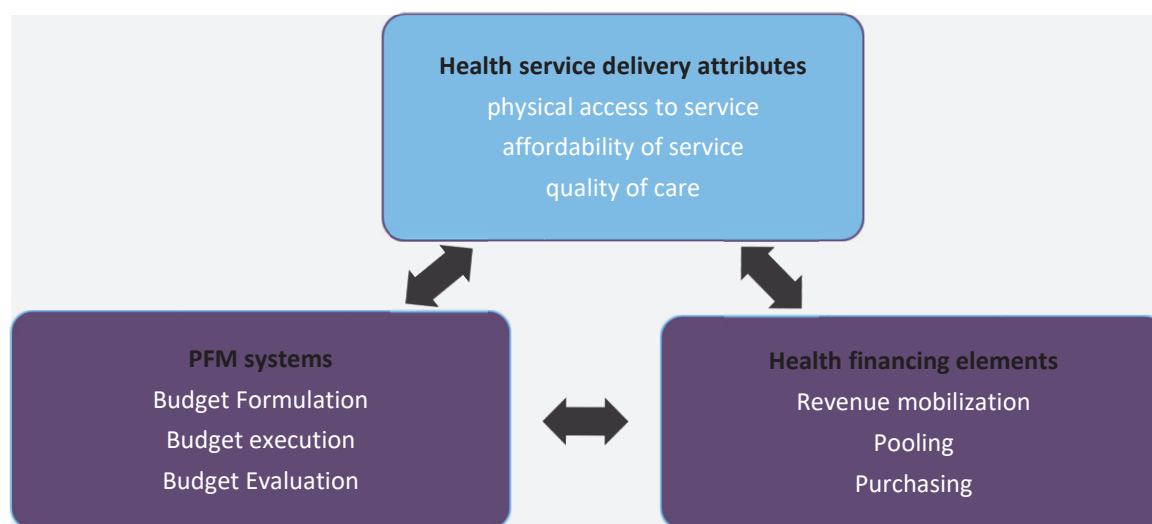 Health service delivery attributes
physical access to service
affordability of service
quality of care
PFM systems
Budget Formulation
Budget execution
Budget Evaluation
Health financing elements
Revenue mobilization
Pooling
Purchasing